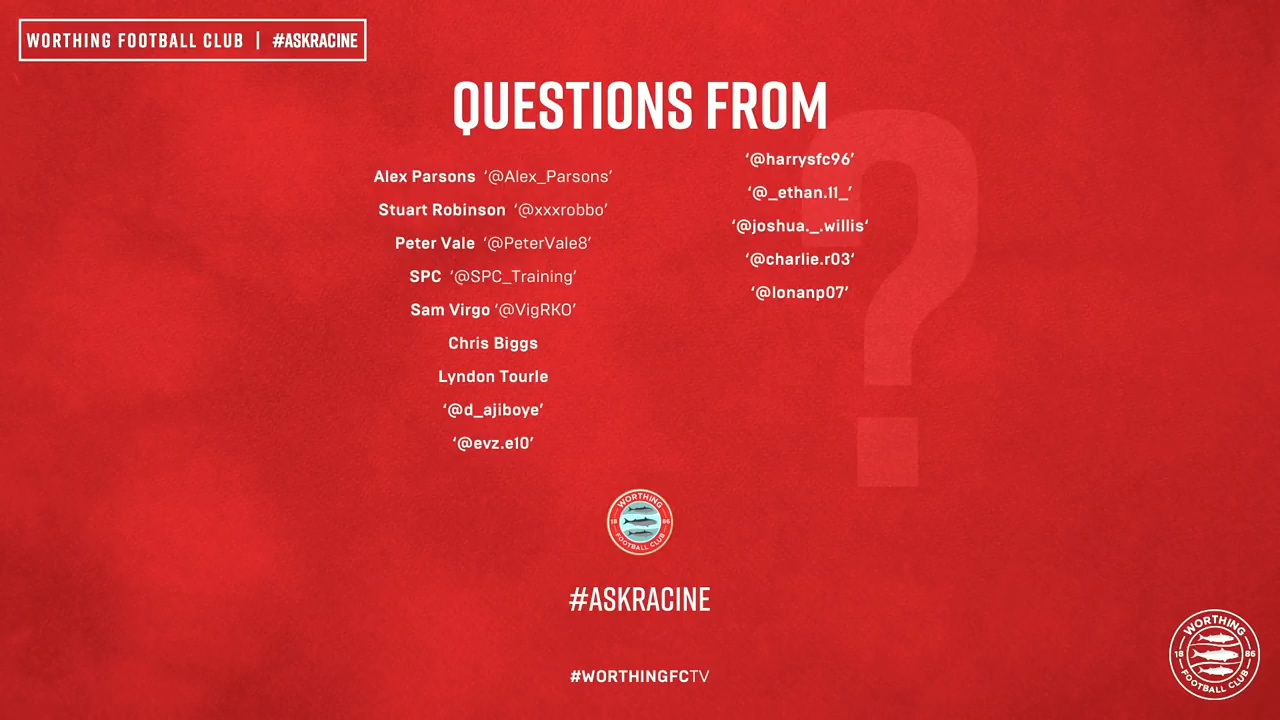 WORTHING FOOTBALL CLUB | #ASKRACINE
QUESTIONS FROM
Alex Parsons ‘@Alex_Parsons’
Stuart Robinson ‘@xxxrobbo’
Peter Vale ‘@PeterVale8’
SPC ‘@SPC_Training’
Sam Virgo ‘@VigRKO’
Chris Biggs
Lyndon Tourle
‘@d_ajiboye’
‘@evz.e10’
‘@harrysfc96’
‘@_ethan.11_’
‘@joshua._.willis‘
‘@charlie.r03‘
‘@lonanp07’
WORTHING
18 86
FOOTBALL CLUB
#ASKRACINE
#WORTHINGFCTV
WORTHING
18 86
FOOTBALL CLUB